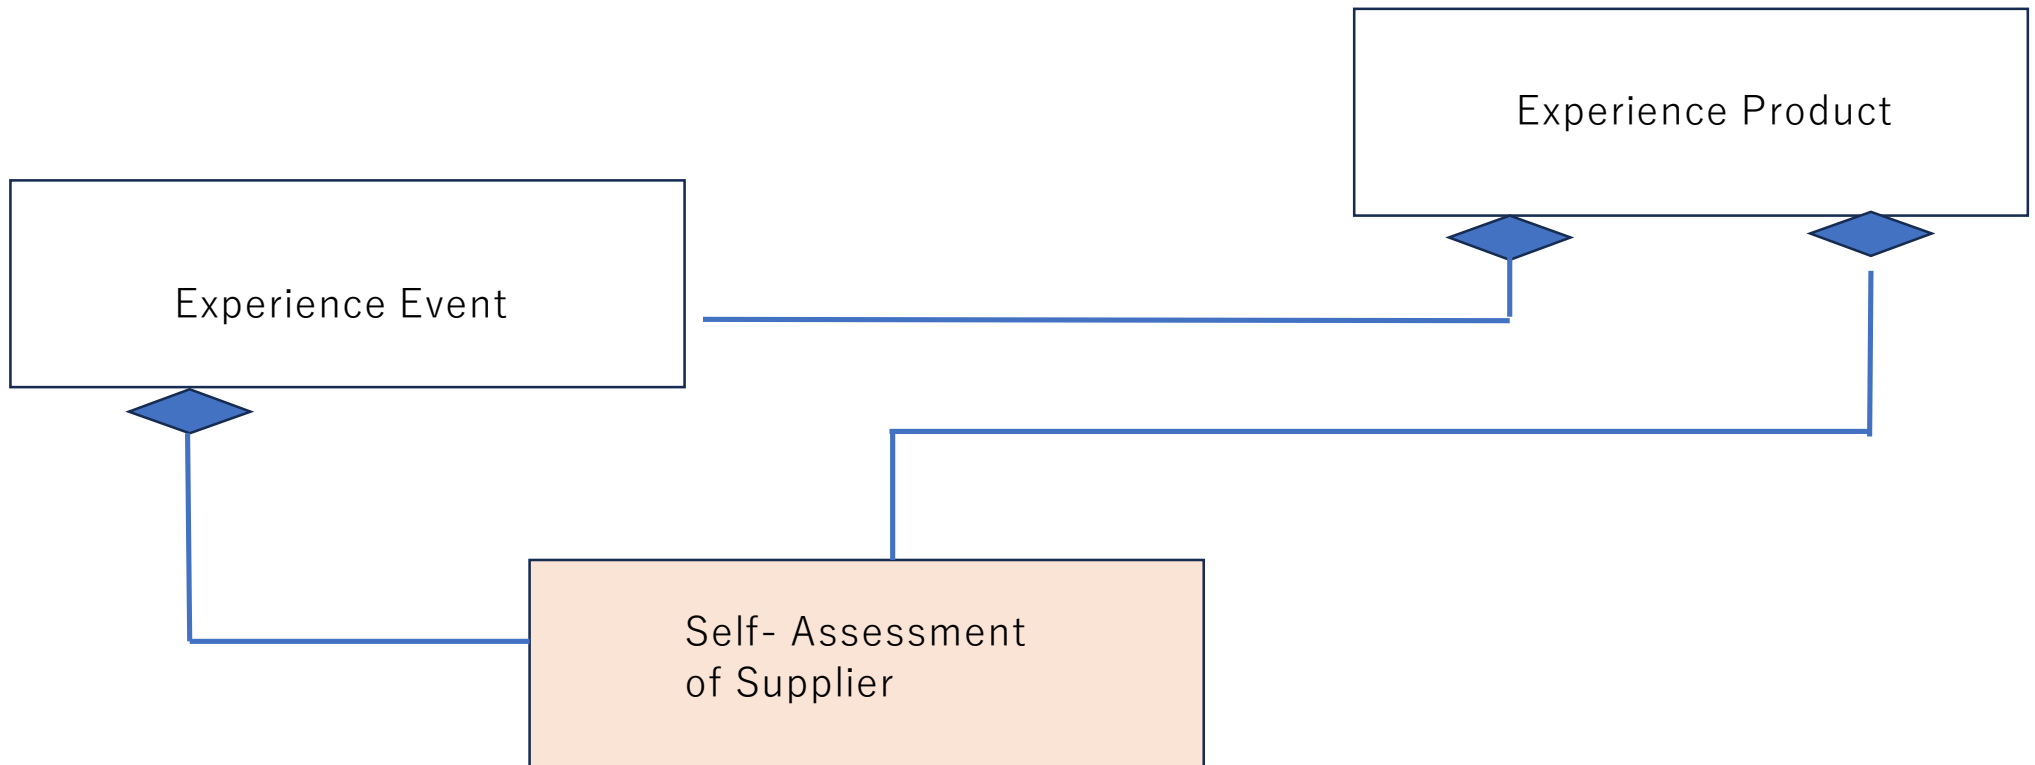 Experience Product
Experience Event
Self- Assessment
of Supplier